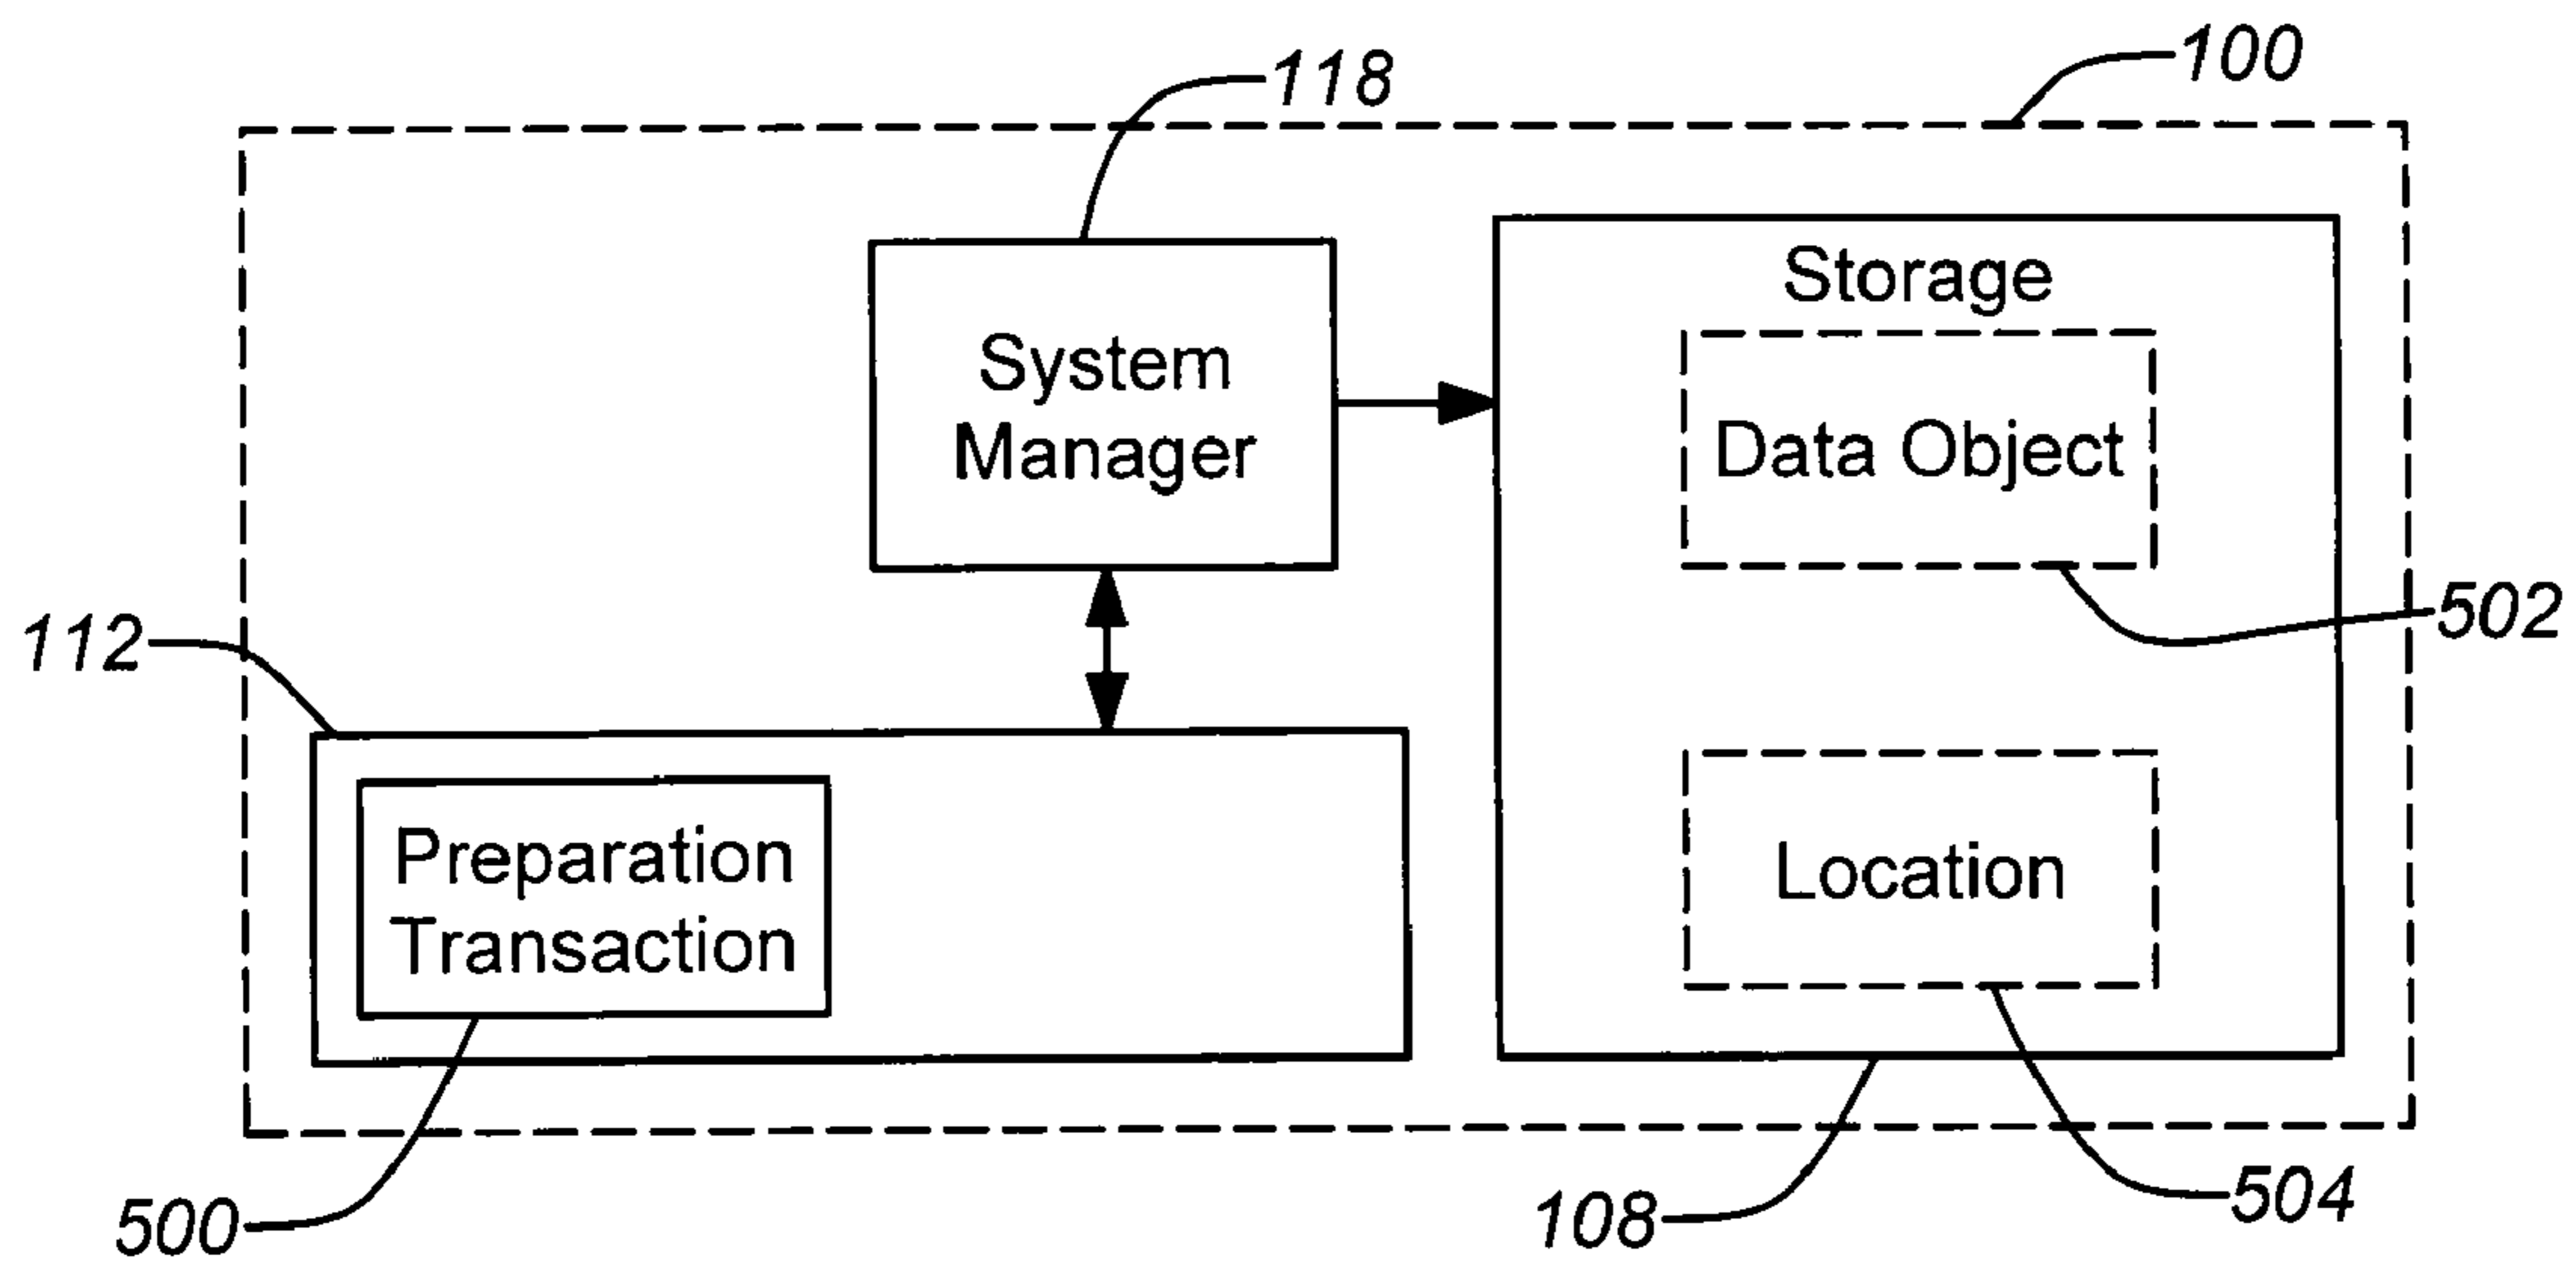 100
118
Storage
System
Manager
Data Object
502
112
Preparation
Transaction
Location
500
108
504